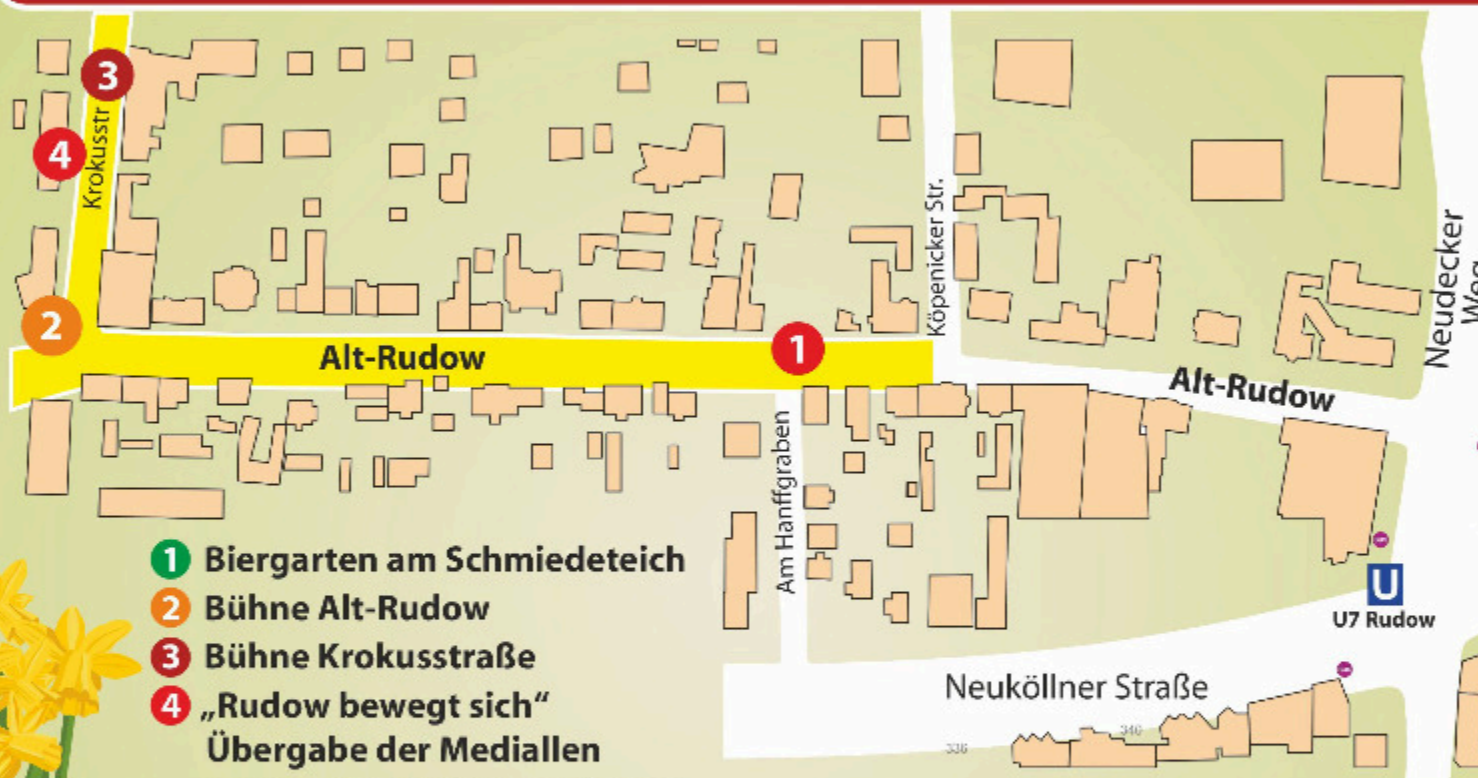 3
4
Krokusstr
2
Alt-Rudow
1
Köpenicker Str.
Alt-Rudow
Neudecker
Weg
Am Hanffgraben
U
U7 Rudow
Neuköllner Straße
336
340
1 Biergarten am Schmiedeteich
2 Bühne Alt-Rudow
3 Bühne Krokusstraße
4 „Rudow bewegt sich“
Übergabe der Mediallen